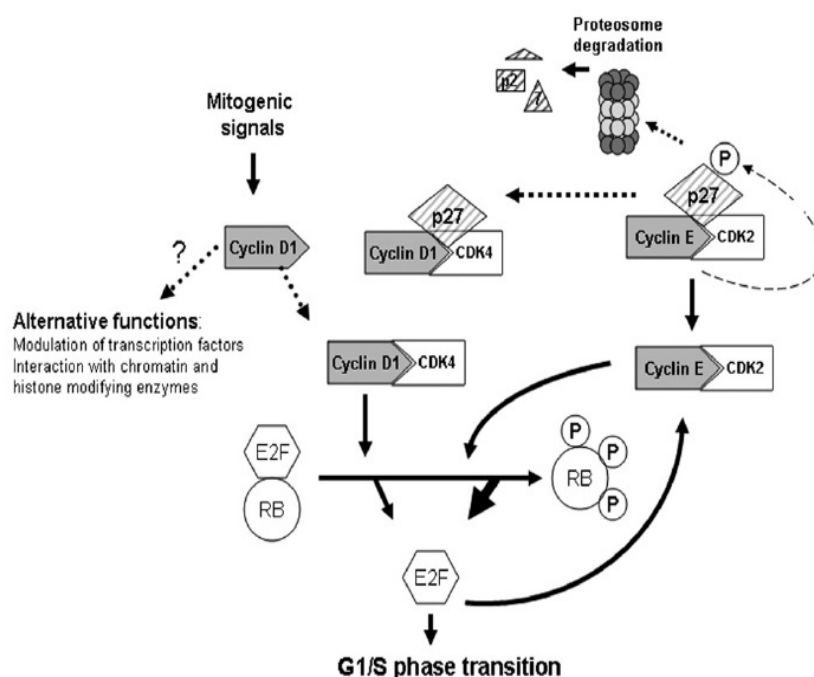 Proteosome
degradation
p2
7
Mitogenic
signals
P
p27
p27
Cyclin D1
Cyclin D1
CDK4
Cyclin E
CDK2
?
Alternative functions:
Modulation of transcription factors
Interaction with chromatin and
histone modifying enzymes
Cyclin D1
CDK4
Cyclin E
CDK2
E2F
RB
P
P
RB
P
E2F
G1/S phase transition